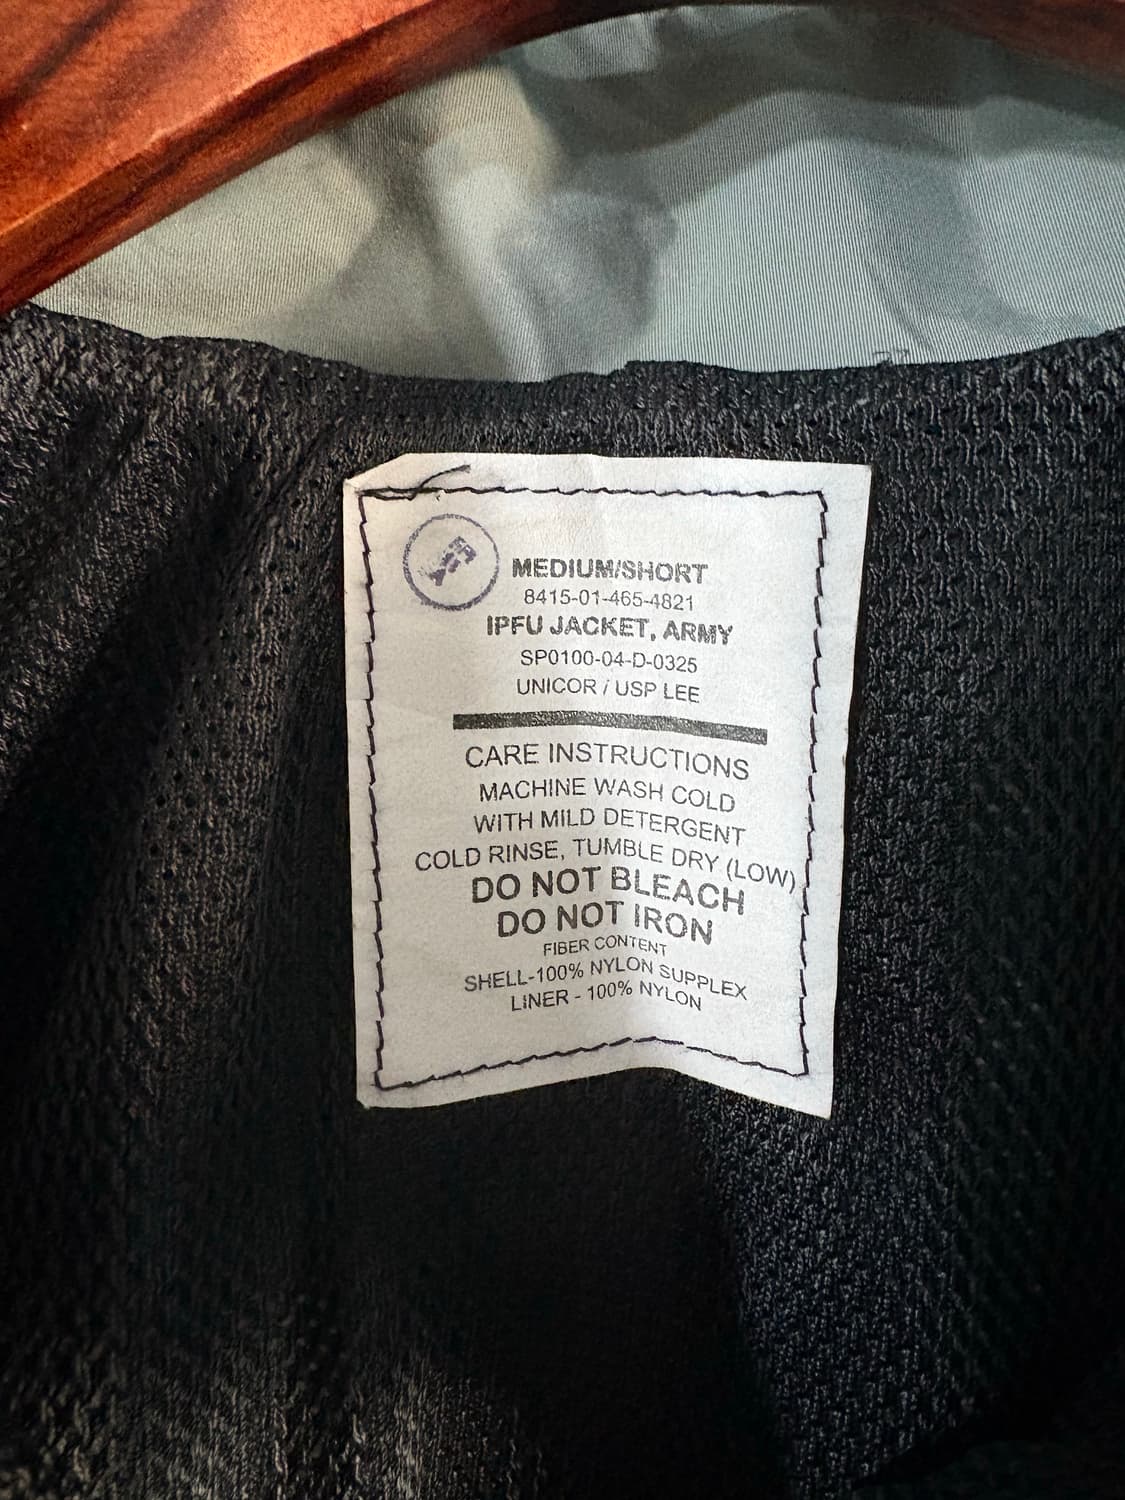 MEDIUM/SHORT
8415-01-465-4821
IPFU JACKET, ARMY
SP0100-04-D-0325
UNICOR / USP LEE
CARE INSTRUCTIONS
MACHINE WASH COLD
WITH MILD DETERGENT
COLD RINSE, TUMBLE DRY (LOW)
DO NOT BLEACH
DO NOT IRON
FIBER CONTENT
SHELL-100% NYLON SUPPLEX
LINER - 100% NYLON